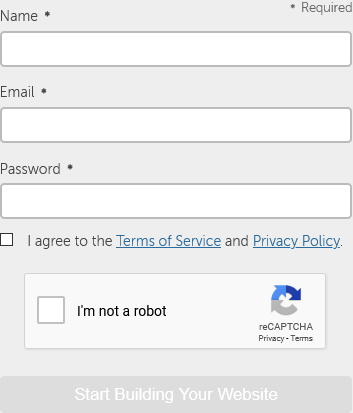 * Required
Name *
Email *
Password *
I agree to the Terms of Service and Privacy Policy.
I'm not a robot
reCAPTCHA
Privacy - Terms
Start Building Your Website